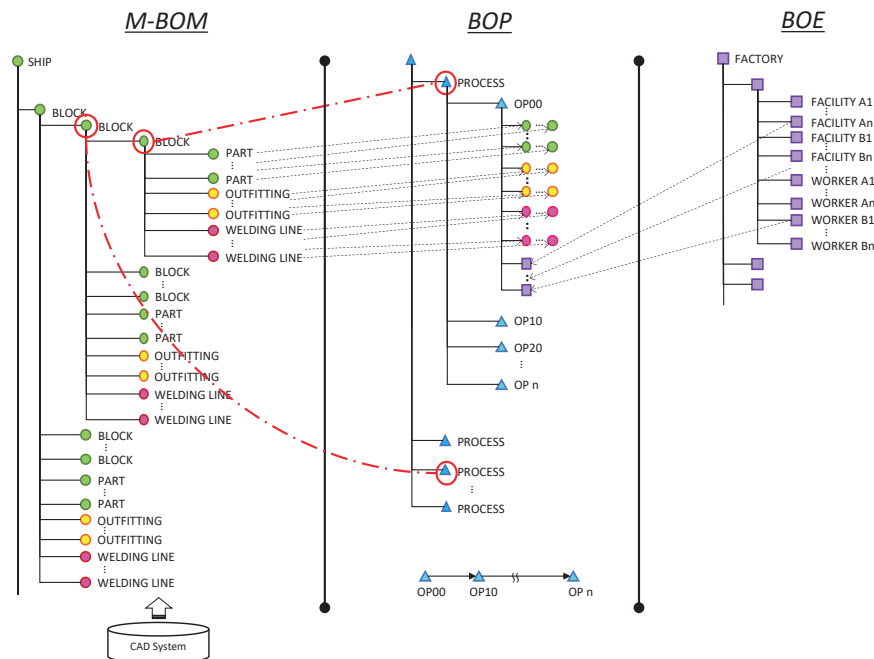 M-BOM
BOP
BOE
SHIP
BLOCK
BLOCK
BLOCK
PART
PART
OUTFITTING
OUTFITTING
WELDING LINE
WELDING LINE
BLOCK
BLOCK
PART
PART
OUTFITTING
OUTFITTING
WELDING LINE
WELDING LINE
BLOCK
BLOCK
PART
PART
OUTFITTING
OUTFITTING
WELDING LINE
WELDING LINE
CAD System
PROCESS
OP00
OP10
OP20
OP n
PROCESS
PROCESS
PROCESS
OP00
OP10
OP n
FACTORY
FACILITY A1
FACILITY An
FACILITY B1
FACILITY Bn
WORKER A1
WORKER An
WORKER B1
WORKER Bn